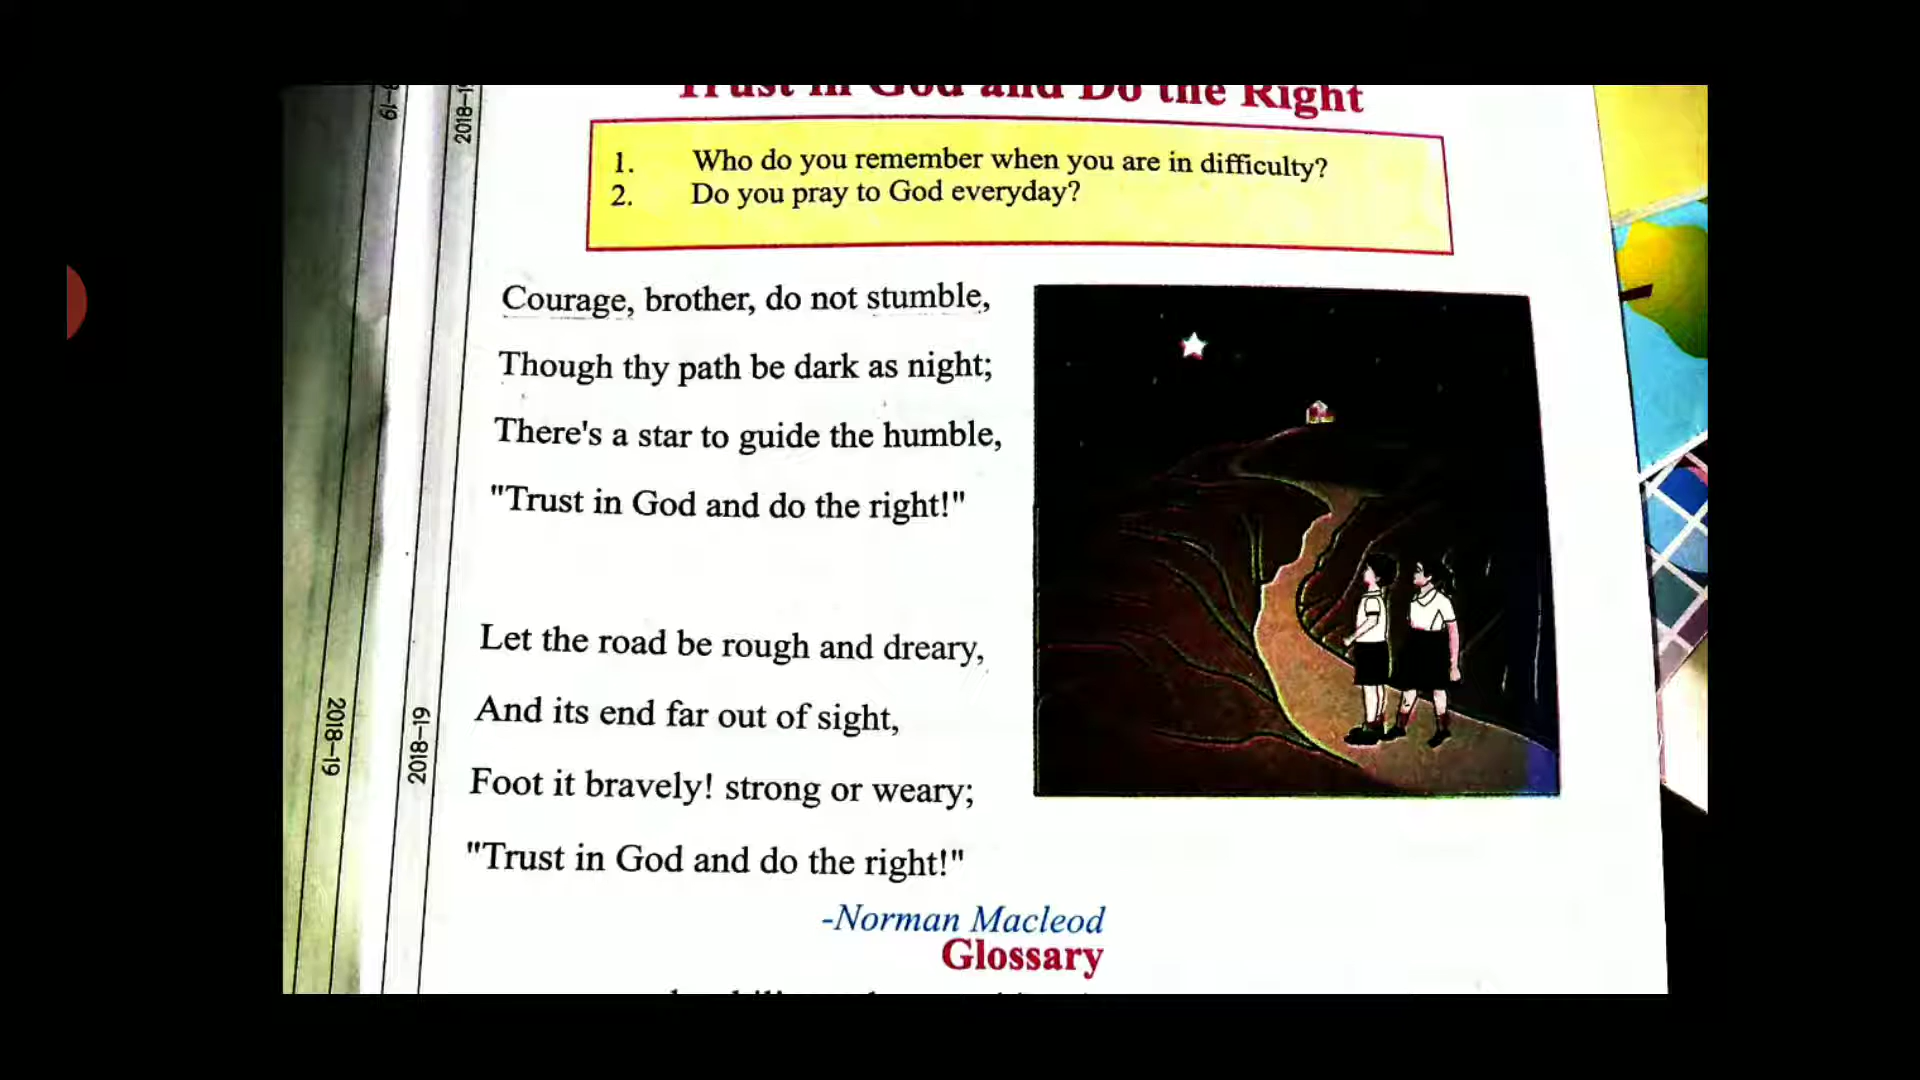 Trust in God and Do the Right
1. Who do you remember when you are in difficulty?
2. Do you pray to God everyday?
Courage, brother, do not stumble,
Though thy path be dark as night;
There's a star to guide the humble,
"Trust in God and do the right!"
Let the road be rough and dreary,
And its end far out of sight,
Foot it bravely! strong or weary;
"Trust in God and do the right!"
-Norman Macleod
Glossary
2018-19
2018-19